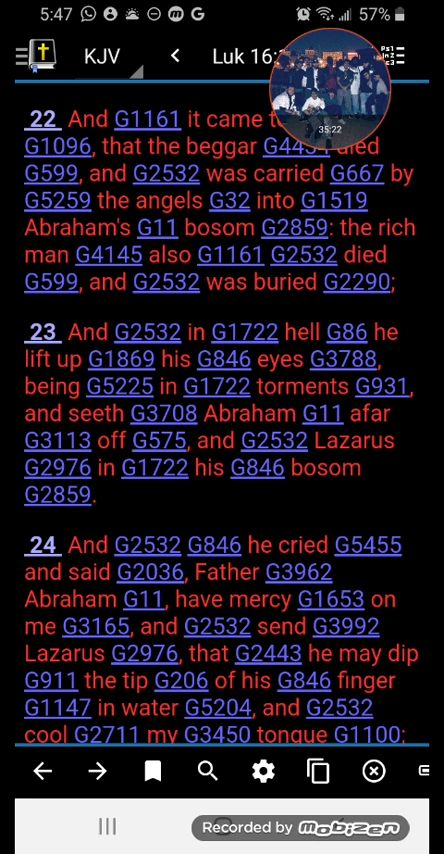 5:47 57%
KJV Luk 16:
Ps1
In 2
c3
35:22
22 And G1161 it came
G1096, that the beggar died
G599, and G2532 was carried G667 by
G5259 the angels G32 into G1519
Abraham's G11 bosom G2859: the rich
man G4145 also G1161 G2532 died
G599, and G2532 was buried G2290;
23 And G2532 in G1722 hell G86 he
lift up G1869 his G846 eyes G3788,
being G5225 in G1722 torments G931,
and seeth G3708 Abraham G11 afar
G3113 off G575, and G2532 Lazarus
G2976 in G1722 his G846 bosom
G2859.
24 And G2532 G846 he cried G5455
and said G2036, Father G3962
Abraham G11, have mercy G1653 on
me G3165, and G2532 send G3992
Lazarus G2976, that G2443 he may dip
G911 the tip G206 of his G846 finger
G1147 in water G5204, and G2532
cool G2711 my G3450 tongue G1100;
Recorded by Mobizen